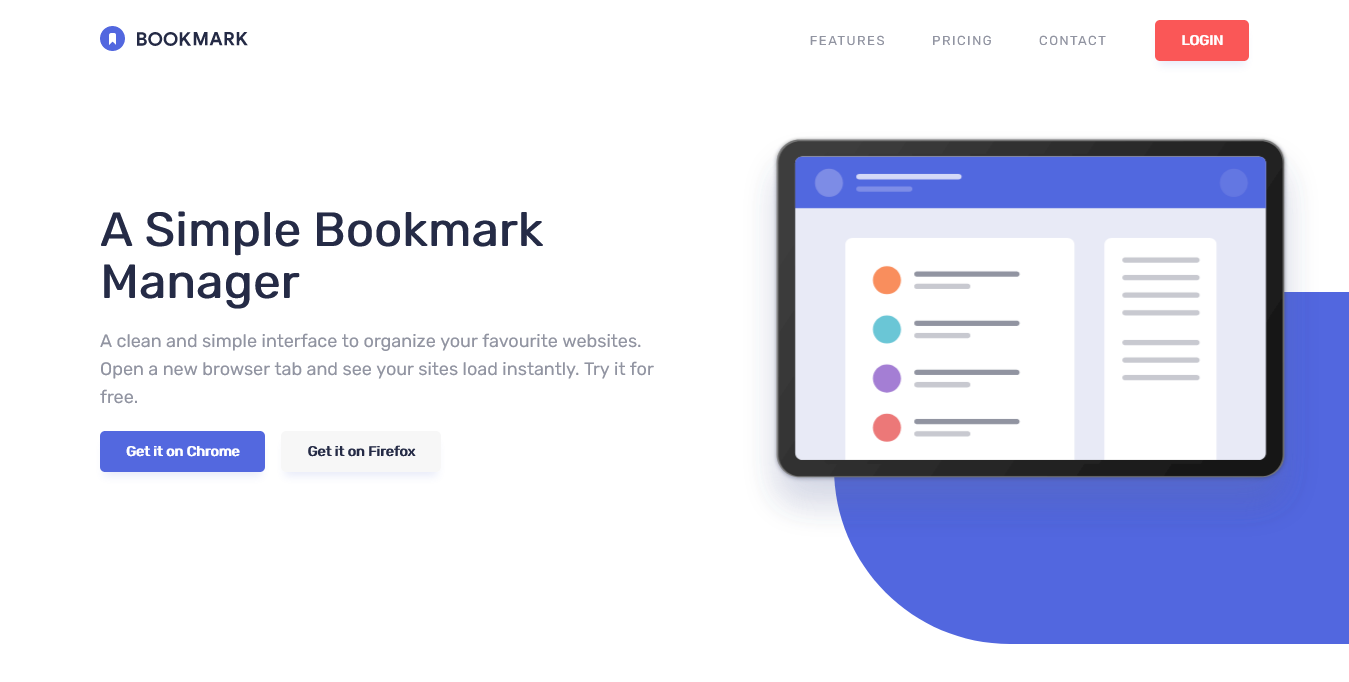 BOOKMARK
FEATURES PRICING CONTACT LOGIN
A Simple Bookmark
Manager
A clean and simple interface to organize your favourite websites.
Open a new browser tab and see your sites load instantly. Try it for
free.
Get it on Chrome Get it on Firefox